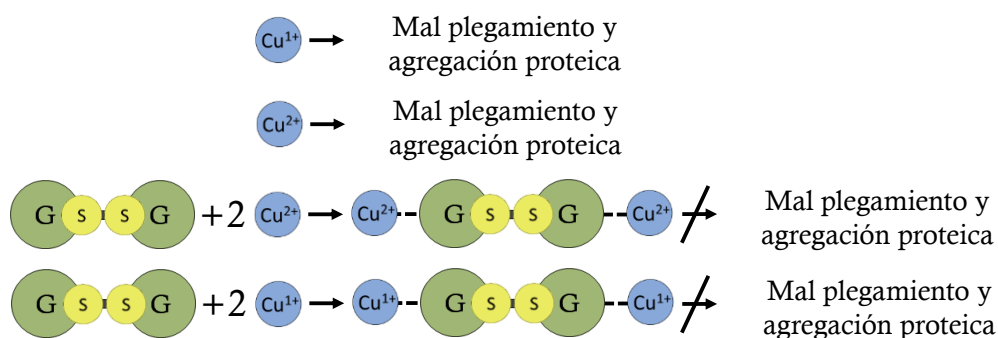 Cu1+ Mal plegamiento y
agregación proteica
Cu2+ Mal plegamiento y
agregación proteica
G S S G +2 Cu2+ Cu2+ G S S G Cu2+ Mal plegamiento y
agregación proteica
G S S G +2 Cu1+ Cu1+ G S S G Cu1+ Mal plegamiento y
agregación proteica